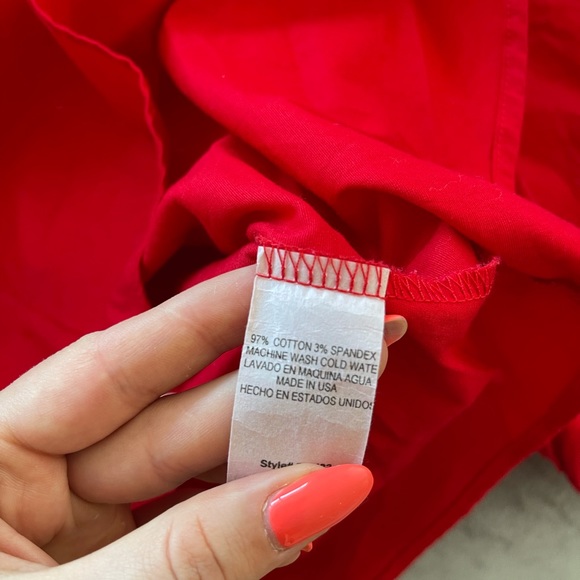 97% COTTON 3% SPANDEX
MACHINE WASH COLD WATE
LAVADO EN MAQUINA AGUA
MADE IN USA
HECHO EN ESTADOS UNIDOS
Style#